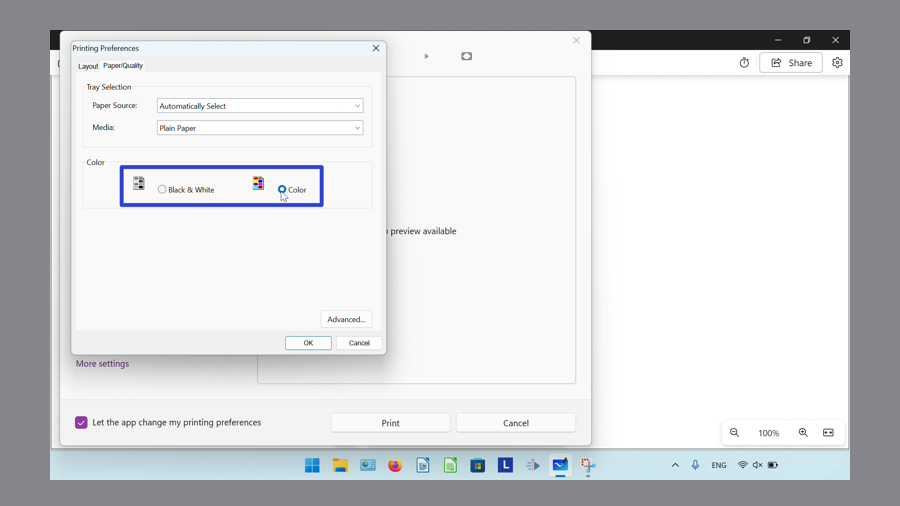 Printing Preferences
Layout Paper/Quality
Share
Tray Selection
Paper Source: Automatically Select
Media: Plain Paper
Color
Black & White Color
preview available
Advanced...
OK Cancel
More settings
Let the app change my printing preferences
Print Cancel
100%
L
ENG